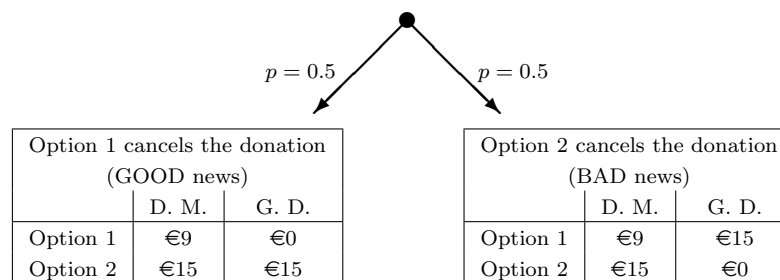 p = 0.5
p = 0.5
Option 1 cancels the donation
(GOOD news)
D. M. G. D.
Option 1 €9 €0
Option 2 €15 €15
Option 2 cancels the donation
(BAD news)
D. M. G. D.
Option 1 €9 €15
Option 2 €15 €0